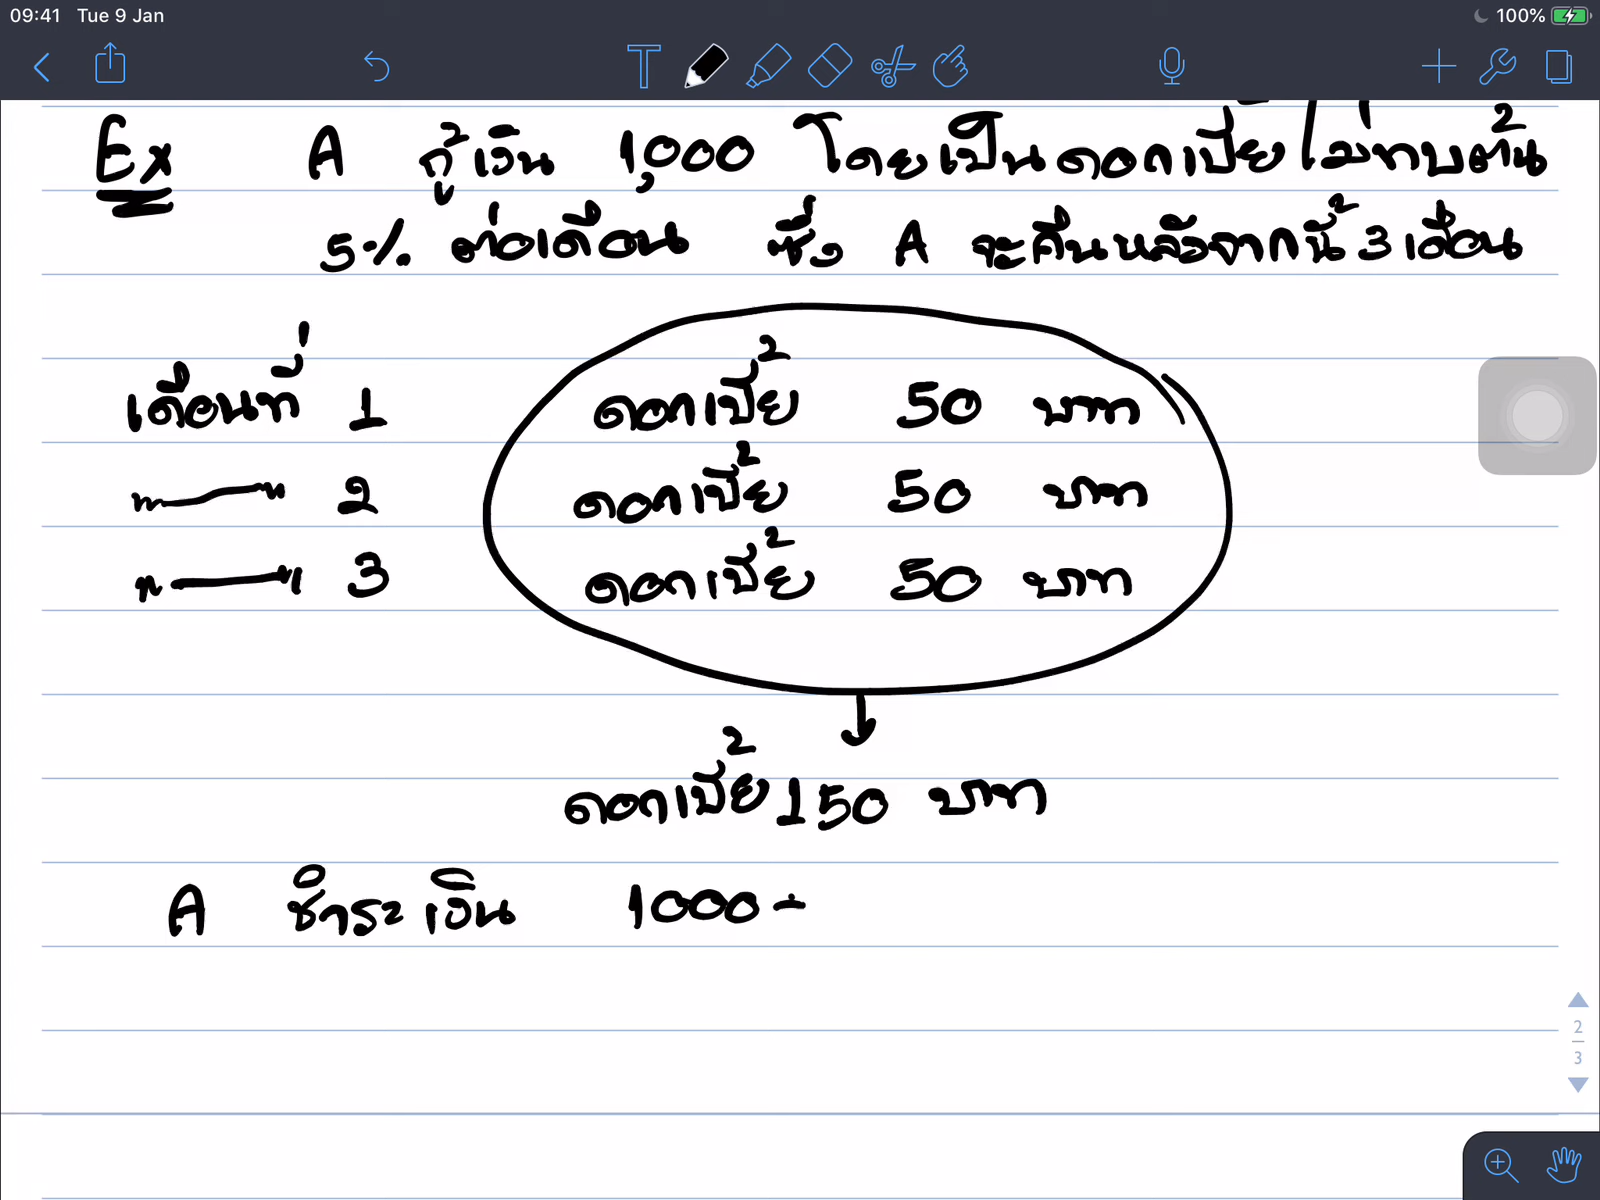 09:41 Tue 9 Jan 100%
Ex A กู้เงิน 1,000 โดยเป็นดอกเบี้ยไม่ทบต้น
5% ต่อเดือน ซึ่ง A จะคืนหลังจากนี้ 3 เดือน
เดือนที่ 1 ดอกเบี้ย 50 บาท
2 ดอกเบี้ย 50 บาท
3 ดอกเบี้ย 50 บาท
ดอกเบี้ย 150 บาท
A ชำระเงิน 1000 +
2
3